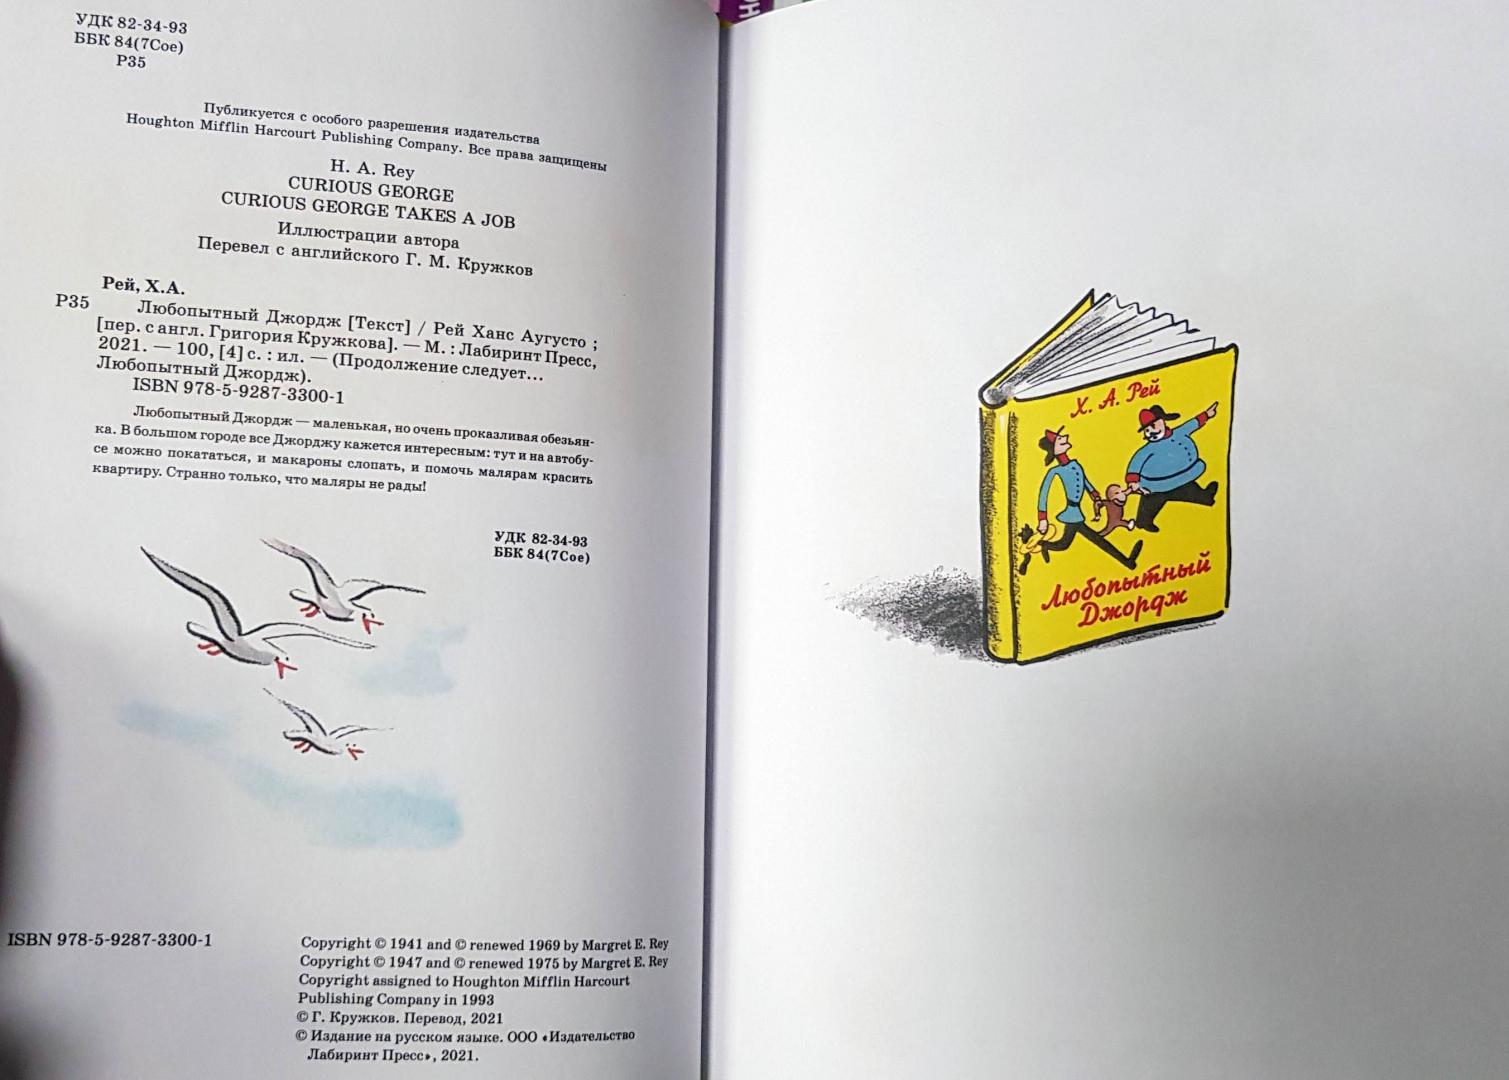 УДК 82-34-93
ББК 84(7Сое)
Р35
Публикуется с особого разрешения издательства
Houghton Mifflin Harcourt Publishing Company. Все права защищены
H. A. Rey
CURIOUS GEORGE
CURIOUS GEORGE TAKES A JOB
Иллюстрации автора
Перевел с английского Г. М. Кружков
Рей, Х.А.
Р35
Любопытный Джордж [Текст] / Рей Ханс Аугусто ;
[пер. с англ. Григория Кружкова]. — М. : Лабиринт Пресс,
2021. — 100, [4] с. : ил. — (Продолжение следует...
Любопытный Джордж).
ISBN 978-5-9287-3300-1
Любопытный Джордж — маленькая, но очень проказливая обезьян-
ка. В большом городе все Джорджу кажется интересным: тут и на автобу-
се можно покататься, и макароны слопать, и помочь малярам красить
квартиру. Странно только, что маляры не рады!
УДК 82-34-93
ББК 84(7Сое)
ISBN 978-5-9287-3300-1
Copyright © 1941 and © renewed 1969 by Margret E. Rey
Copyright © 1947 and © renewed 1975 by Margret E. Rey
Copyright assigned to Houghton Mifflin Harcourt
Publishing Company in 1993
© Г. Кружков. Перевод, 2021
© Издание на русском языке. ООО «Издательство
Лабиринт Пресс», 2021.
Х. А. Рей
Любопытный
Джордж